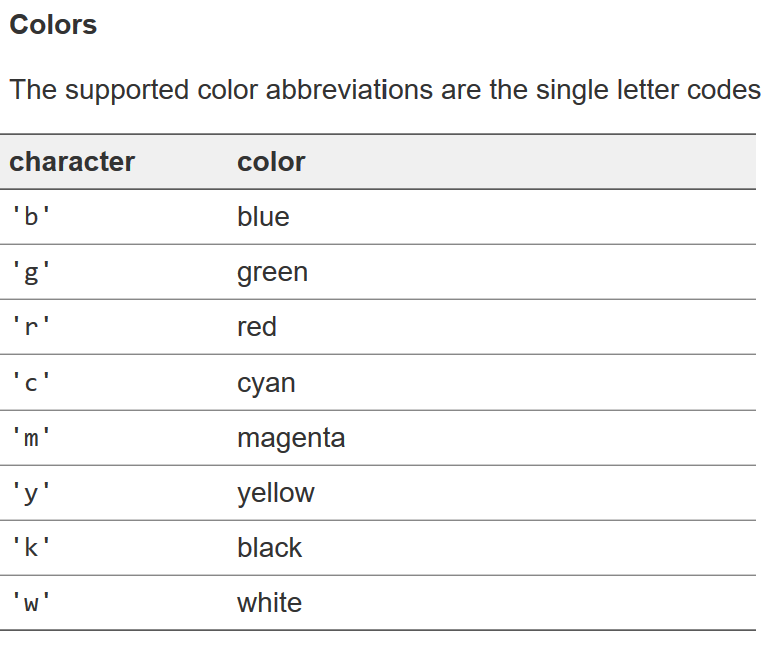 Colors
The supported color abbreviations are the single letter codes
character color
'b' blue
'g' green
'r' red
'c' cyan
'm' magenta
'y' yellow
'k' black
'w' white